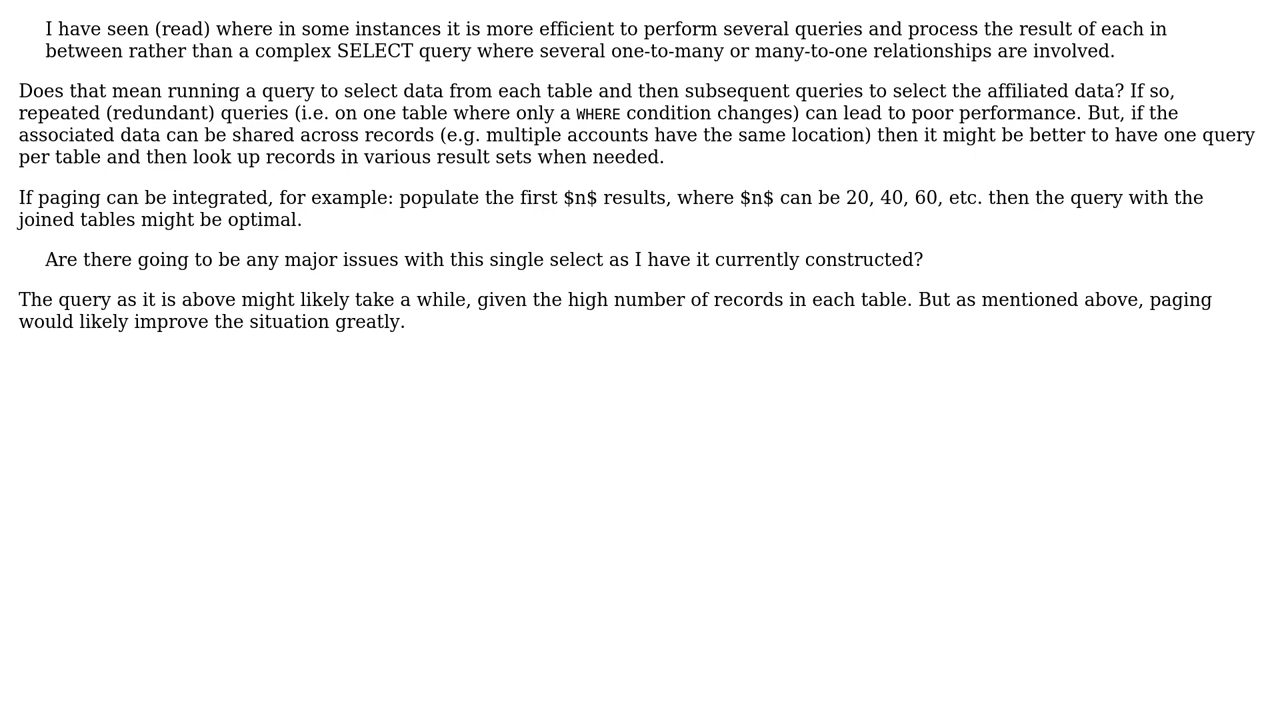 I have seen (read) where in some instances it is more efficient to perform several queries and process the result of each in
between rather than a complex SELECT query where several one-to-many or many-to-one relationships are involved.
Does that mean running a query to select data from each table and then subsequent queries to select the affiliated data? If so,
repeated (redundant) queries (i.e. on one table where only a WHERE condition changes) can lead to poor performance. But, if the
associated data can be shared across records (e.g. multiple accounts have the same location) then it might be better to have one query
per table and then look up records in various result sets when needed.
If paging can be integrated, for example: populate the first $n$ results, where $n$ can be 20, 40, 60, etc. then the query with the
joined tables might be optimal.
Are there going to be any major issues with this single select as I have it currently constructed?
The query as it is above might likely take a while, given the high number of records in each table. But as mentioned above, paging
would likely improve the situation greatly.